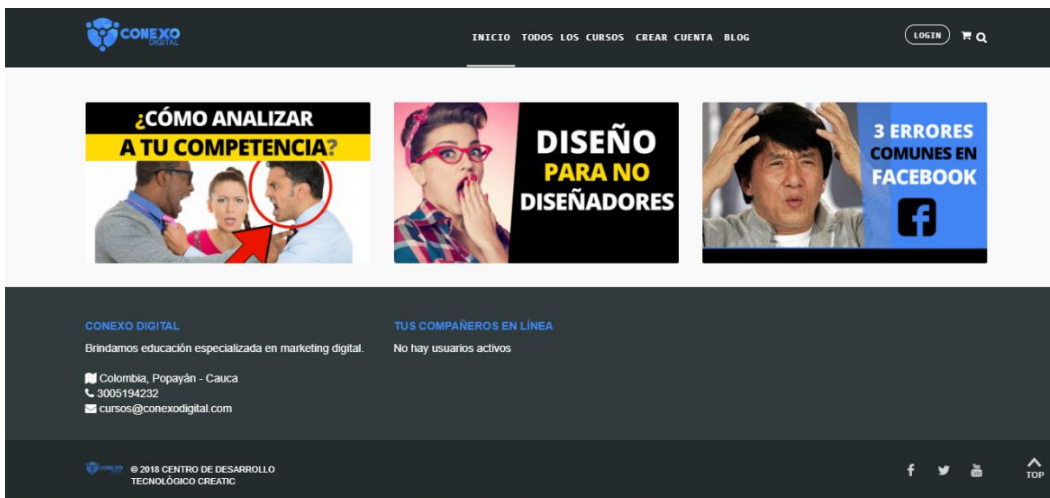 CONEXO
DIGITAL
INICIO TODOS LOS CURSOS CREAR CUENTA BLOG
LOGIN
¿CÓMO ANALIZAR
A TU COMPETENCIA?
DISEÑO
PARA NO
DISEÑADORES
3 ERRORES
COMUNES EN
FACEBOOK
CONEXO DIGITAL
Brindamos educación especializada en marketing digital.
Colombia, Popayán - Cauca
3005194232
cursos@conexodigital.com
TUS COMPAÑEROS EN LÍNEA
No hay usuarios activos
CONEXO
© 2018 CENTRO DE DESARROLLO
TECNOLÓGICO CREATIC
TOP